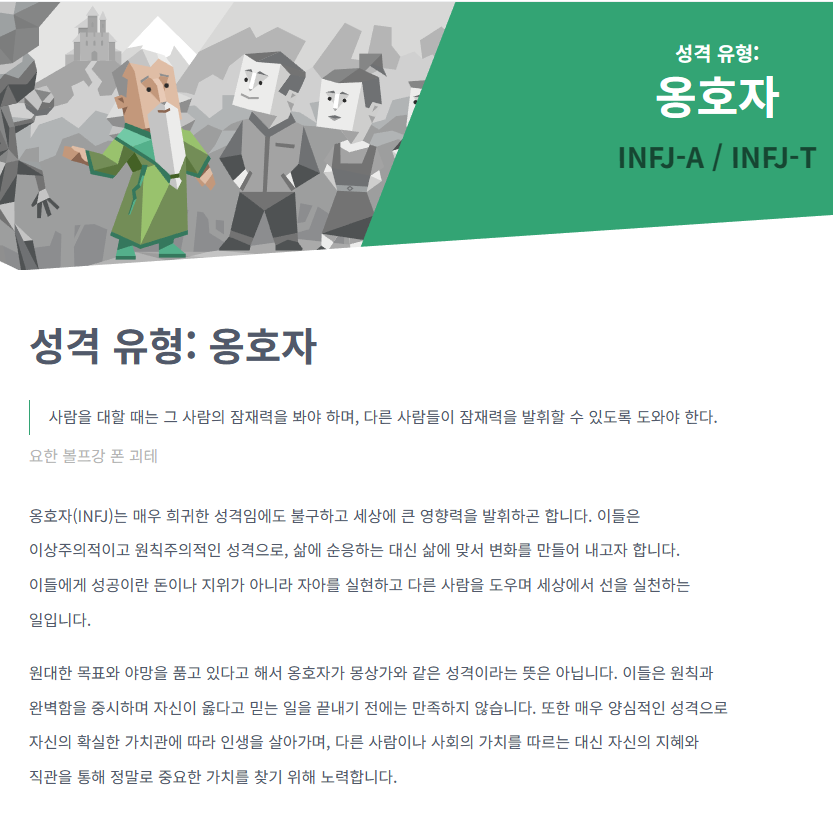 성격 유형:
옹호자
INFJ-A / INFJ-T
성격 유형: 옹호자
사람을 대할 때는 그 사람의 잠재력을 봐야 하며, 다른 사람들이 잠재력을 발휘할 수 있도록 도와야 한다.
요한 볼프강 폰 괴테
옹호자(INFJ)는 매우 희귀한 성격임에도 불구하고 세상에 큰 영향력을 발휘하곤 합니다. 이들은
이상주의적이고 원칙주의적인 성격으로, 삶에 순응하는 대신 삶에 맞서 변화를 만들어 내고자 합니다.
이들에게 성공이란 돈이나 지위가 아니라 자아를 실현하고 다른 사람을 도우며 세상에서 선을 실천하는
일입니다.
원대한 목표와 야망을 품고 있다고 해서 옹호자가 몽상가와 같은 성격이라는 뜻은 아닙니다. 이들은 원칙과
완벽함을 중시하며 자신이 옳다고 믿는 일을 끝내기 전에는 만족하지 않습니다. 또한 매우 양심적인 성격으로
자신의 확실한 가치관에 따라 인생을 살아가며, 다른 사람이나 사회의 가치를 따르는 대신 자신의 지혜와
직관을 통해 정말로 중요한 가치를 찾기 위해 노력합니다.